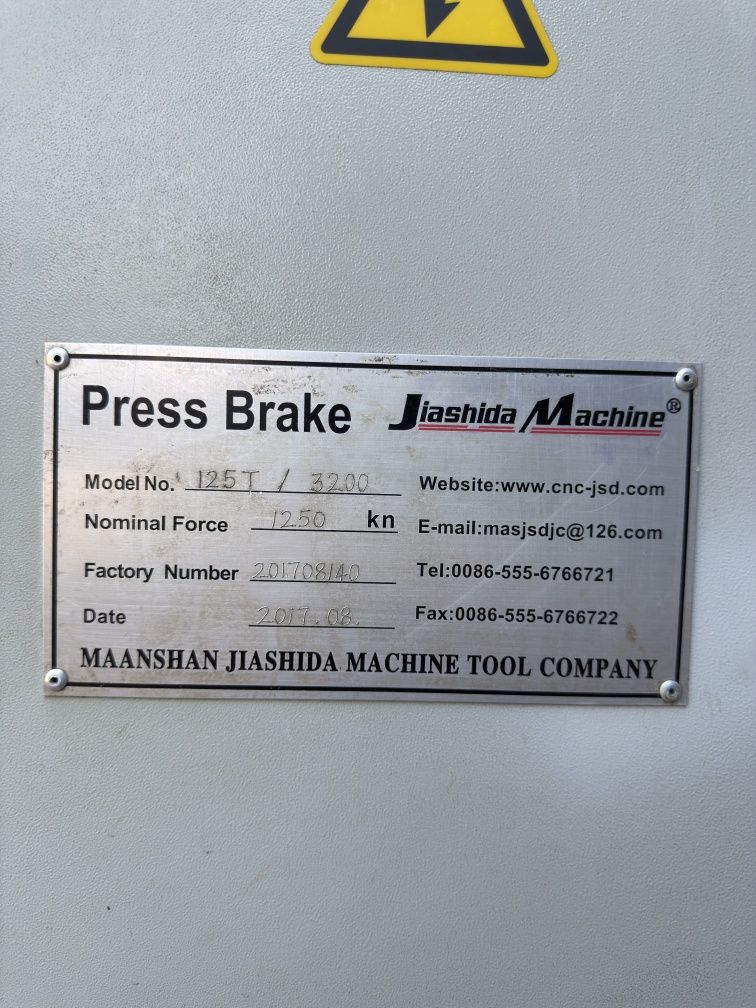 Press Brake Jiashida Machine®
Model No. 125T / 3200 Website:www.cnc-jsd.com
Nominal Force 1250 kn E-mail:masjsdjc@126.com
Factory Number 201708140 Tel:0086-555-6766721
Date 2017.08. Fax:0086-555-6766722
MAANSHAN JIASHIDA MACHINE TOOL COMPANY